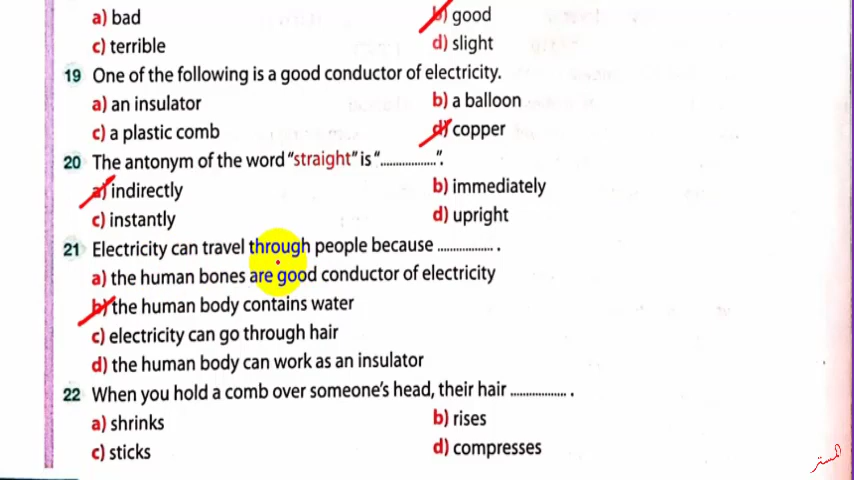 a) bad
b) good
c) terrible
d) slight
19 One of the following is a good conductor of electricity.
a) an insulator
b) a balloon
c) a plastic comb
d) copper
20 The antonym of the word "straight" is "..................".
a) indirectly
b) immediately
c) instantly
d) upright
21 Electricity can travel through people because .................. .
a) the human bones are good conductor of electricity
b) the human body contains water
c) electricity can go through hair
d) the human body can work as an insulator
22 When you hold a comb over someone's head, their hair .................. .
a) shrinks
b) rises
c) sticks
d) compresses
المستر